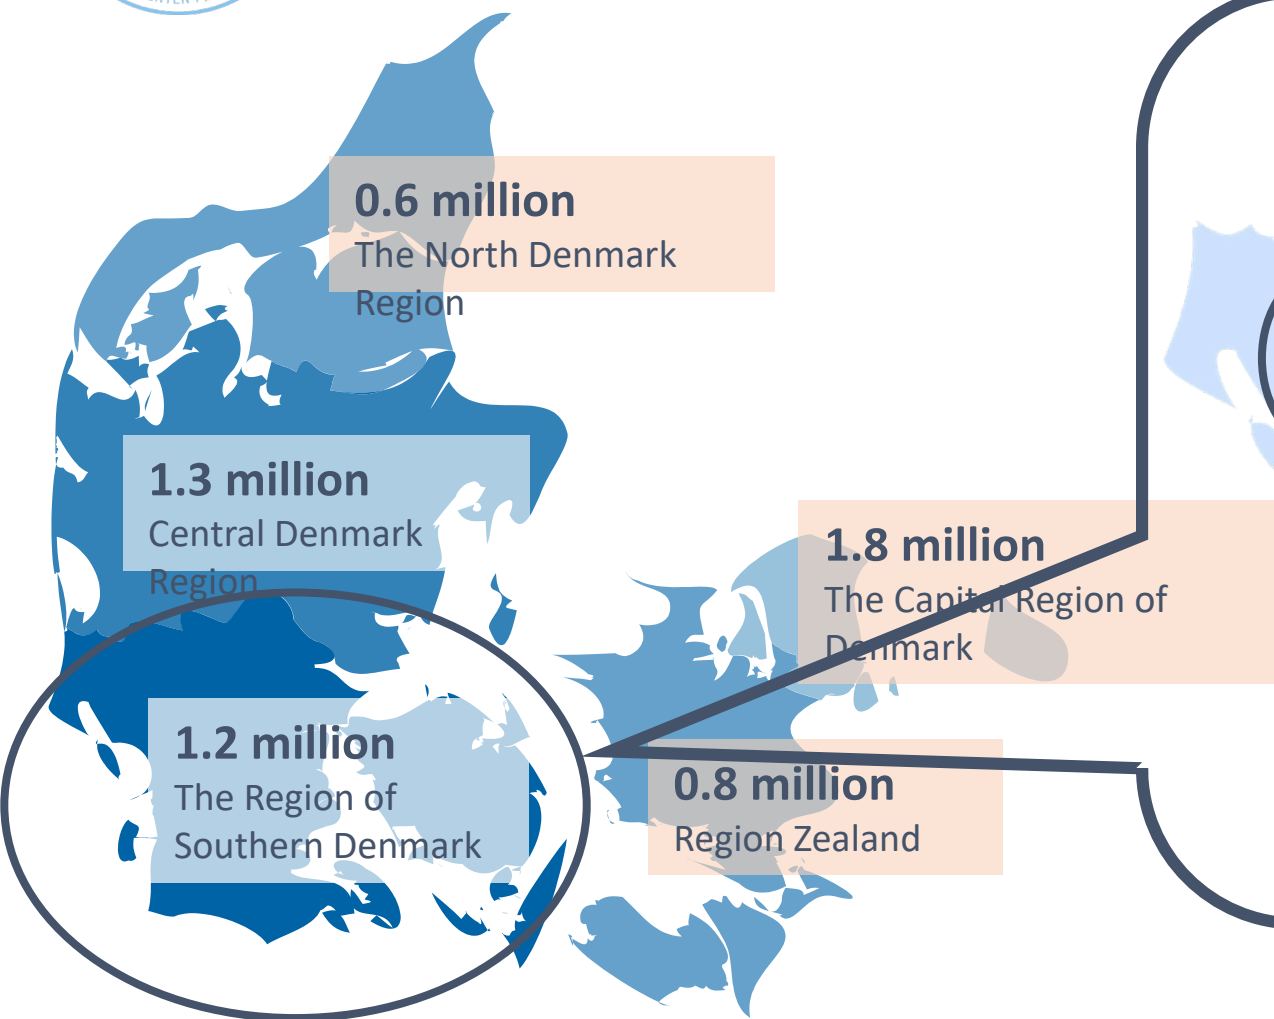 0.6 million
The North Denmark
Region
1.3 million
Central Denmark
Region
1.8 million
The Capital Region of
Denmark
1.2 million
The Region of
Southern Denmark
0.8 million
Region Zealand